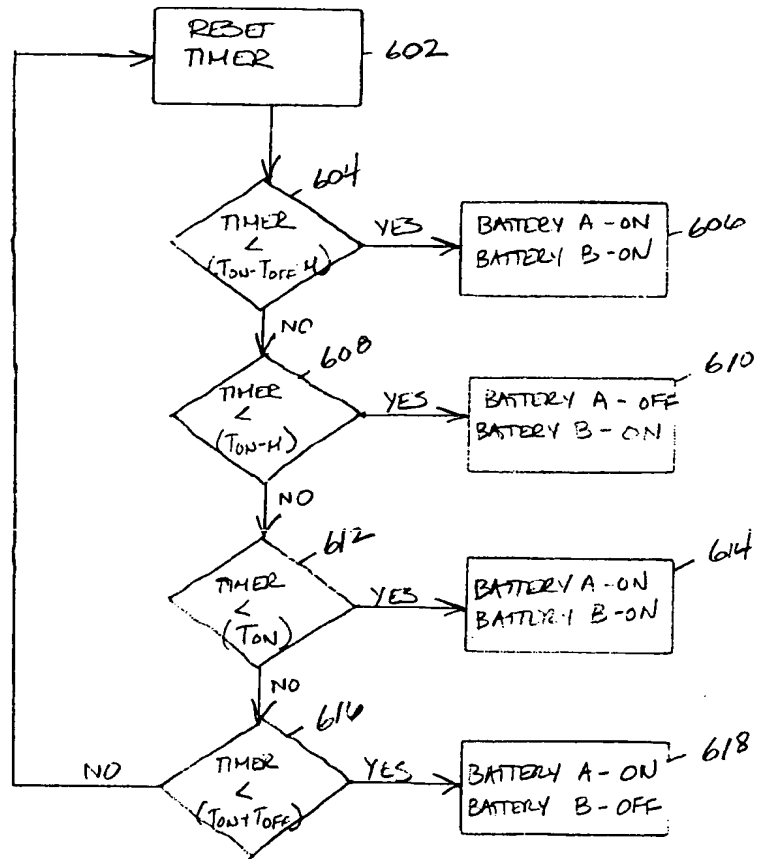 RESET
TIMER
602
604
TIMER
<
(TON-TOFF-M)
YES
BATTERY A - ON
BATTERY B - ON
606
NO
608
TIMER
<
(TON-M)
YES
BATTERY A - OFF
BATTERY B - ON
610
NO
612
TIMER
<
(TON)
YES
BATTERY A - ON
BATTERY B - ON
614
NO
616
TIMER
<
(TON+TOFF)
YES
BATTERY A - ON
BATTERY B - OFF
618
NO